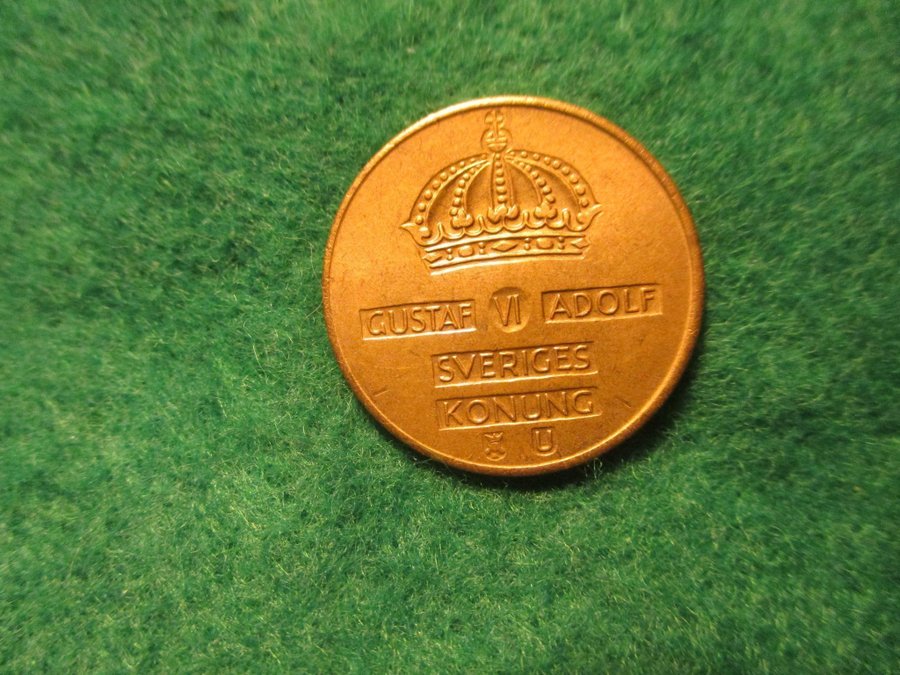 GUSTAF VI ADOLF
SVERIGES
KONUNG
U